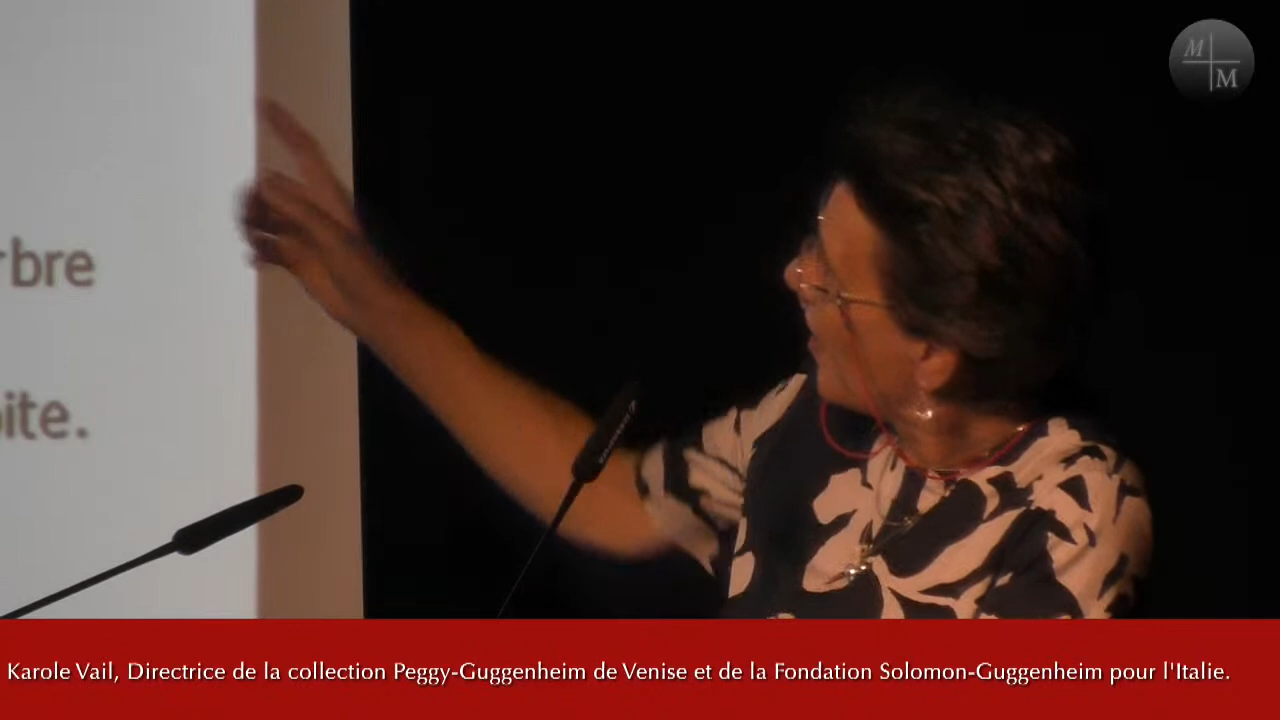 M
M
rbre
ite.
Karole Vail, Directrice de la collection Peggy-Guggenheim de Venise et de la Fondation Solomon-Guggenheim pour l'Italie.